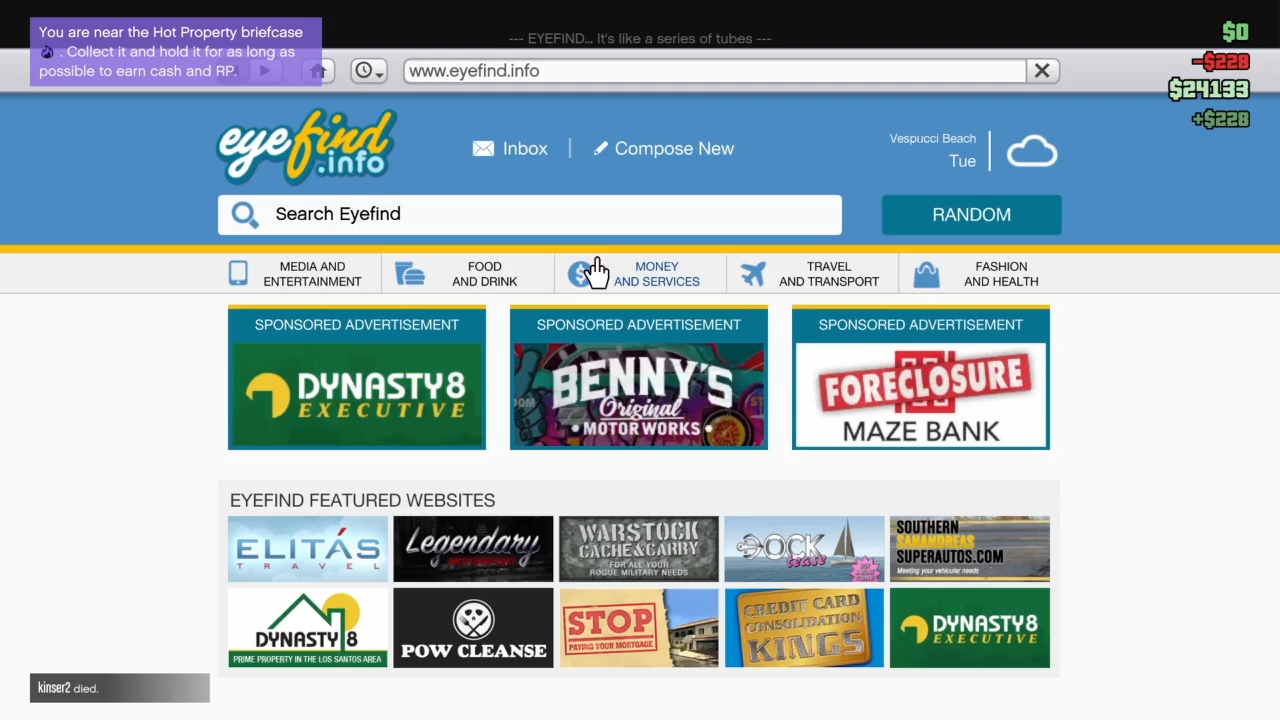 You are near the Hot Property briefcase
. Collect it and hold it for as long as
possible to earn cash and RP.
--- EYEFIND... It's like a series of tubes ---
$0
-$228
$24133
+$228
www.eyefind.info
eyefind
.info
Inbox
Compose New
Vespucci Beach
Tue
Search Eyefind
RANDOM
MEDIA AND
ENTERTAINMENT
FOOD
AND DRINK
MONEY
AND SERVICES
TRAVEL
AND TRANSPORT
FASHION
AND HEALTH
SPONSORED ADVERTISEMENT
DYNASTY 8
EXECUTIVE
SPONSORED ADVERTISEMENT
BENNY'S
Original
MOTOR WORKS
SPONSORED ADVERTISEMENT
FORECLOSURE
MAZE BANK
EYEFIND FEATURED WEBSITES
ELITÁS
TRAVEL
Legendary
WARSTOCK
CACHE & CARRY
FOR ALL YOUR
ROGUE MILITARY NEEDS
DOCK
tease
SOUTHERN
SANANDREAS
SUPERAUTOS.COM
Meeting your vehicular needs
DYNASTY 8
PRIME PROPERTY IN THE LOS SANTOS AREA
POW CLEANSE
STOP
PAYING YOUR MORTGAGE
CREDIT CARD
CONSOLIDATION
KINGS
DYNASTY 8
EXECUTIVE
kinser2 died.